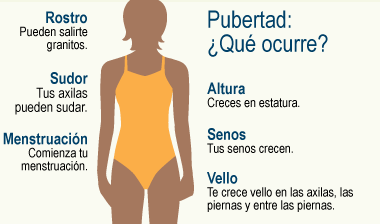 Pubertad:
¿Qué ocurre?
Rostro
Pueden salirte
granitos.
Sudor
Tus axilas
pueden sudar.
Menstruación
Comienza tu
menstruación.
Altura
Creces en estatura.
Senos
Tus senos crecen.
Vello
Te crece vello en las axilas, las
piernas y entre las piernas.